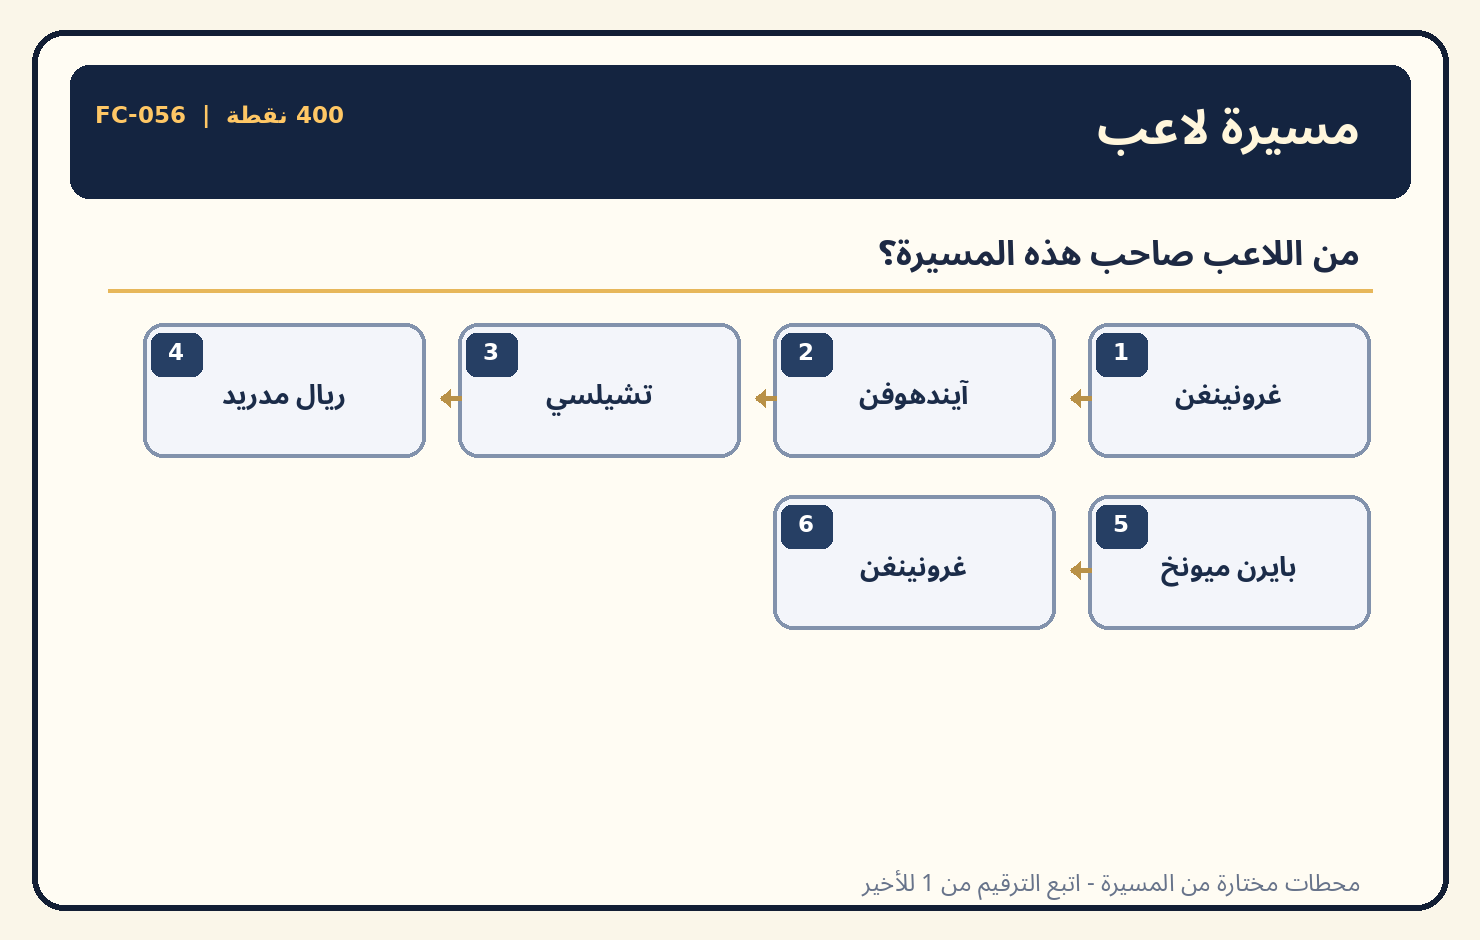 مسيرة لاعب
400 نقطة | FC-056
من اللاعب صاحب هذه المسيرة؟
1
غرونينغن
2
آيندهوفن
3
تشيلسي
4
ريال مدريد
5
بايرن ميونخ
6
غرونينغن
محطات مختارة من المسيرة - اتبع الترقيم من 1 للأخير